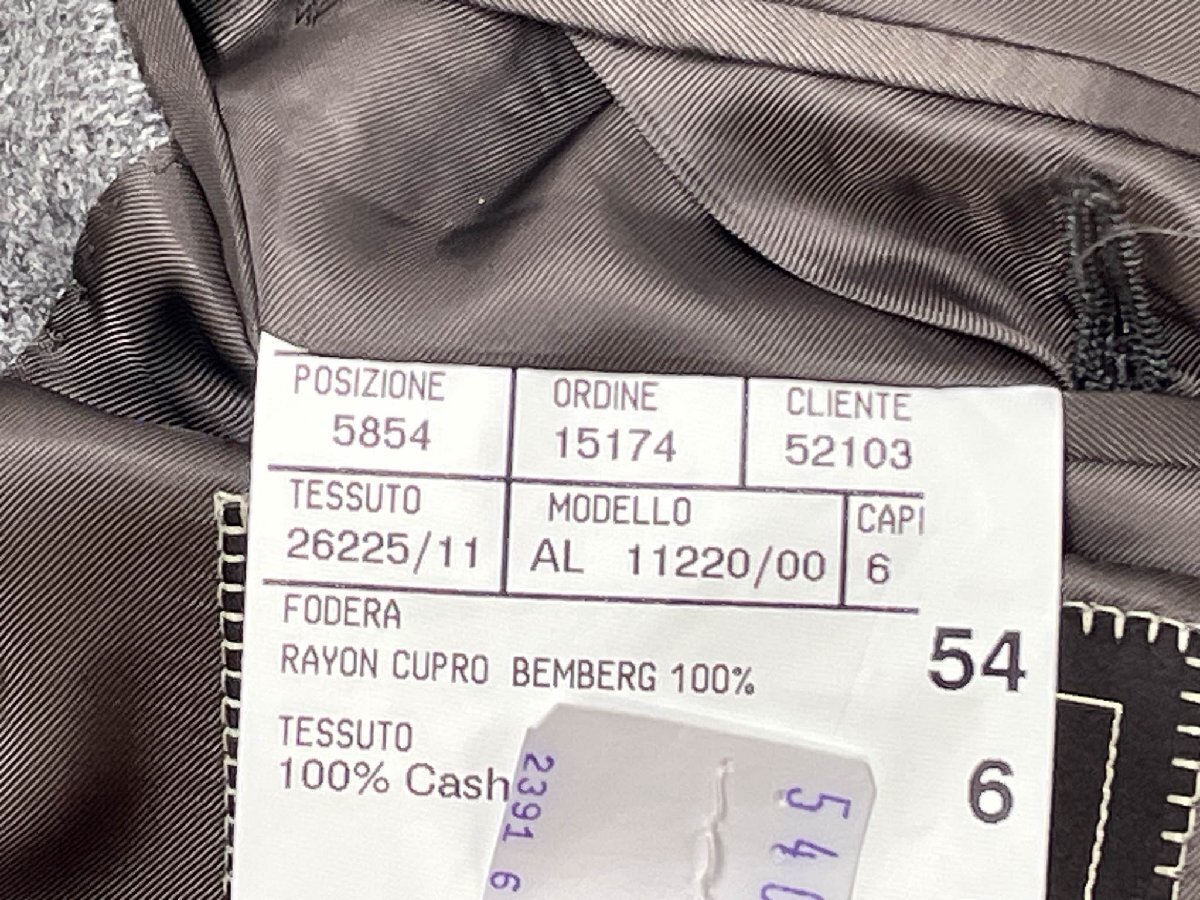 POSIZIONE ORDINE CLIENTE
5854 15174 52103
TESSUTO MODELLO CAPI
26225/11 AL 11220/00 6
FODERA
RAYON CUPRO BEMBERG 100%
54
TESSUTO
100% Cash
6
2391 6
540